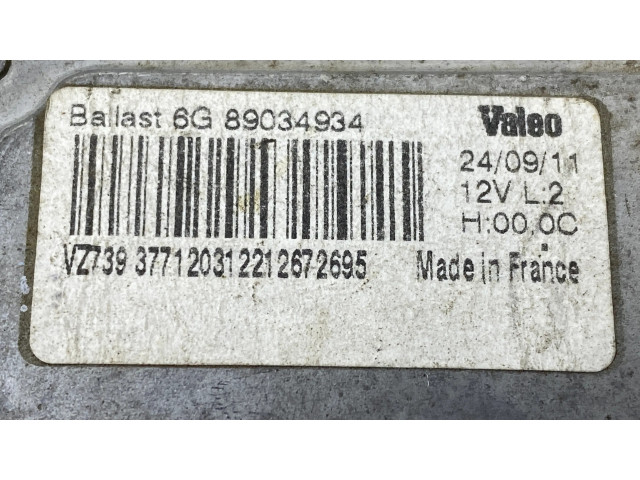 Ballast 6G 89034934
Valeo
24/09/11
12V L:2
H:00,0C
VZ739 377120312212672695
Made in France